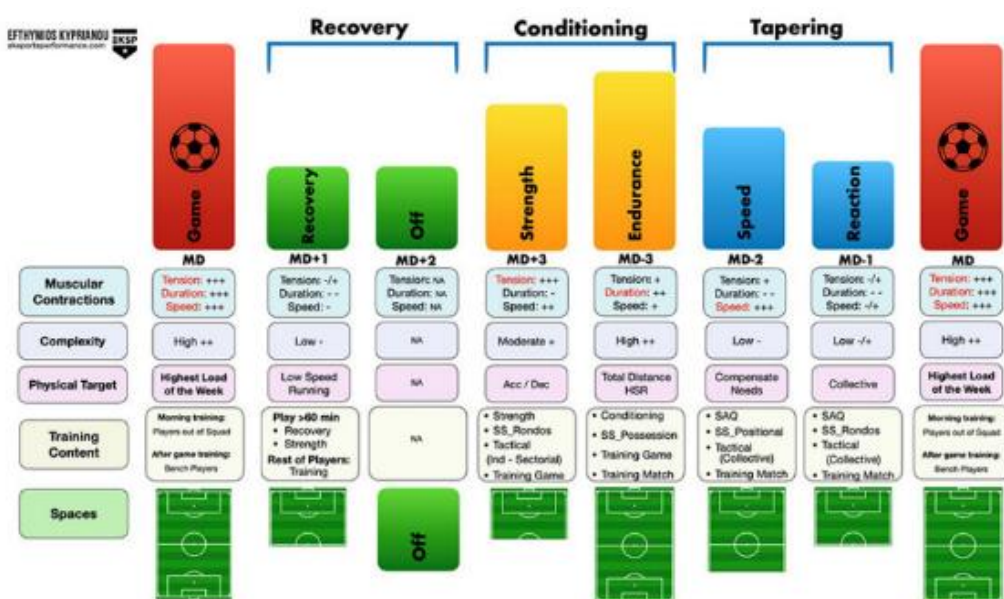 EFTHYMIOS KYPRIANOU
EKSP
eksportsperformance.com
Recovery
Conditioning
Tapering
Game
Recovery
Off
Strength
Endurance
Speed
Reaction
Game
MD
MD+1
MD+2
MD+3
MD-3
MD-2
MD-1
MD
Muscular
Contractions
Tension: +++
Duration: +++
Speed: +++
Tension: -/+
Duration: - -
Speed: -
Tension: NA
Duration: NA
Speed: NA
Tension: +++
Duration: -
Speed: ++
Tension: +
Duration: ++
Speed: +
Tension: +
Duration: - -
Speed: +++
Tension: -/+
Duration: - -
Speed: -/+
Tension: +++
Duration: +++
Speed: +++
Complexity
High ++
Low -
NA
Moderate +
High ++
Low -
Low -/+
High ++
Physical Target
Highest Load
of the Week
Low Speed
Running
NA
Acc / Dec
Total Distance
HSR
Compensate
Needs
Collective
Highest Load
of the Week
Training
Content
Morning training:
Players out of Squad
After game training:
Bench Players
Play >60 min
• Recovery
• Strength
Rest of Players:
Training
NA
• Strength
• SS_Rondos
• Tactical
(Ind - Sectorial)
• Training Game
• Conditioning
• SS_Possession
• Training Game
• Training Match
• SAQ
• SS_Positional
• Tactical
(Collective)
• Training Match
• SAQ
• SS_Rondos
• Tactical
(Collective)
• Training Match
Morning training:
Players out of Squad
After game training:
Bench Players
Spaces
Off